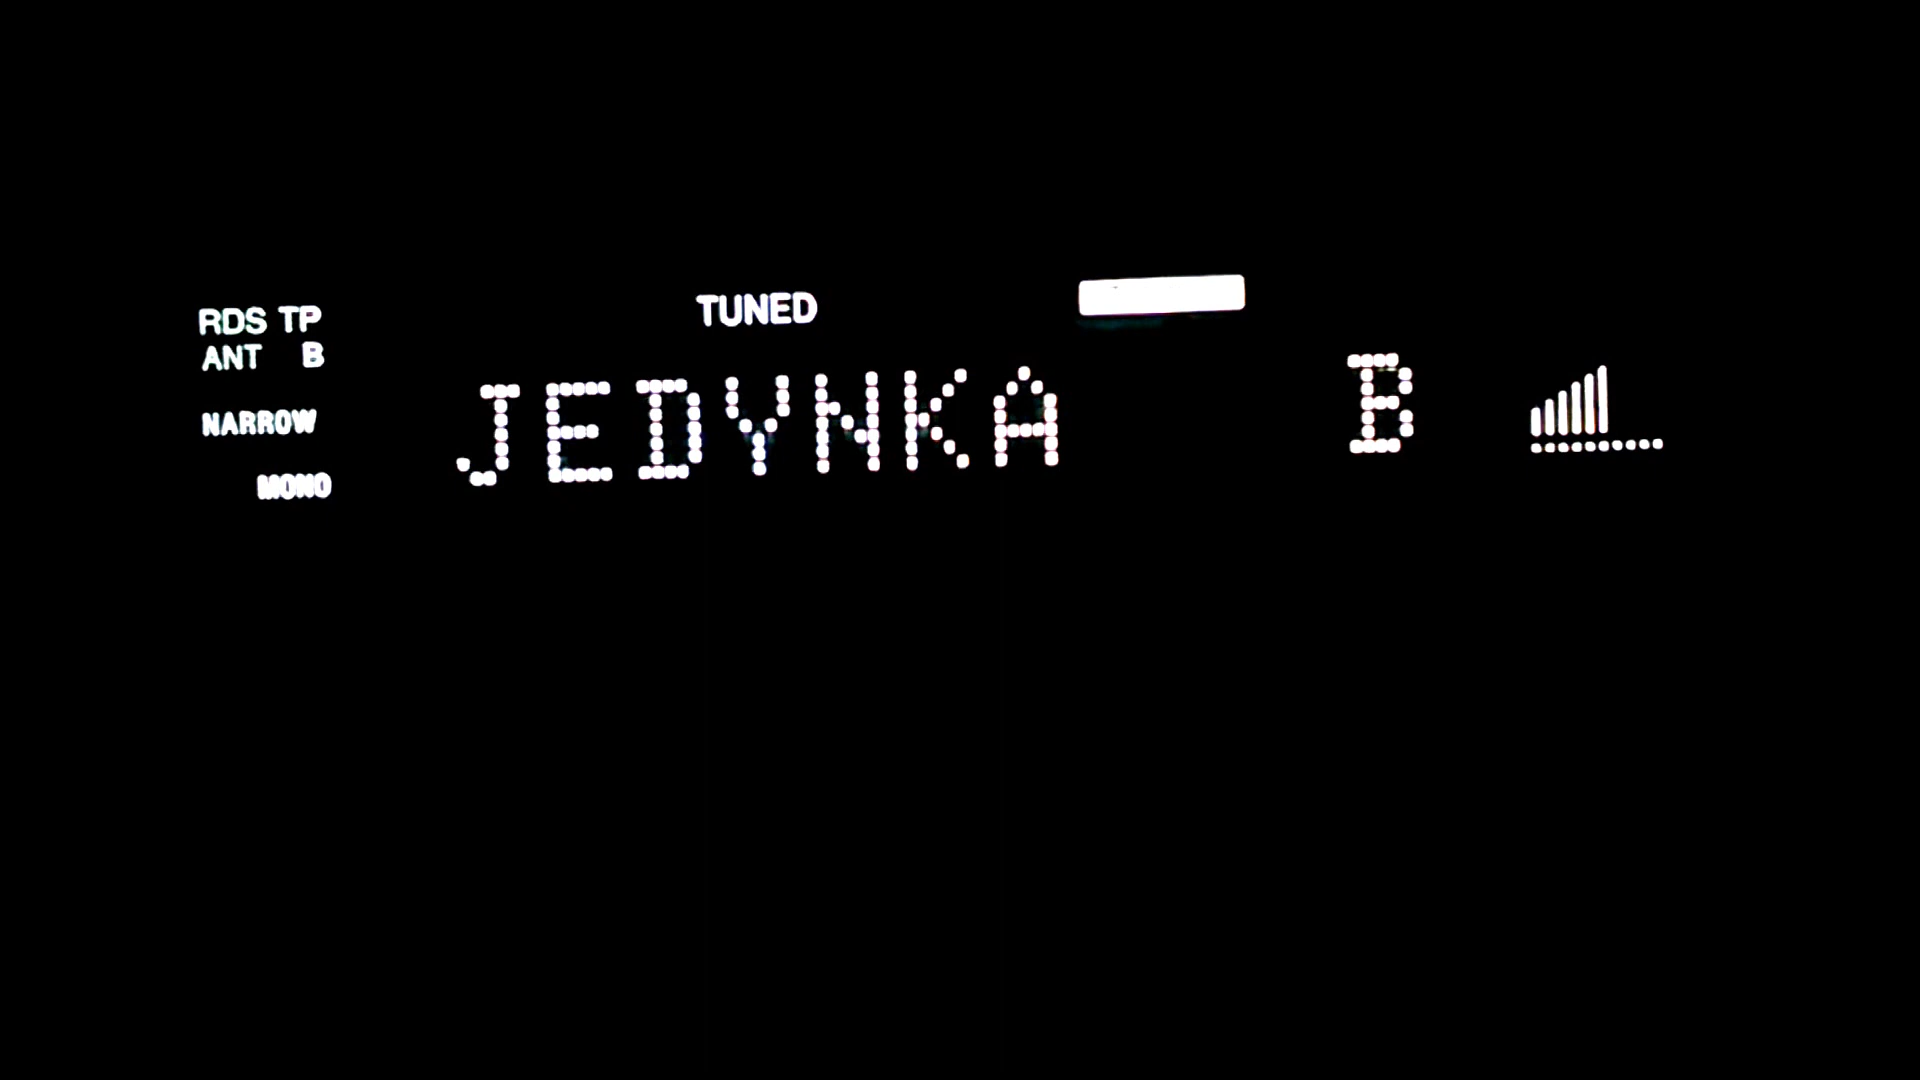 RDS TP
TUNED
ANT B
JEDYNKA B
NARROW
MONO